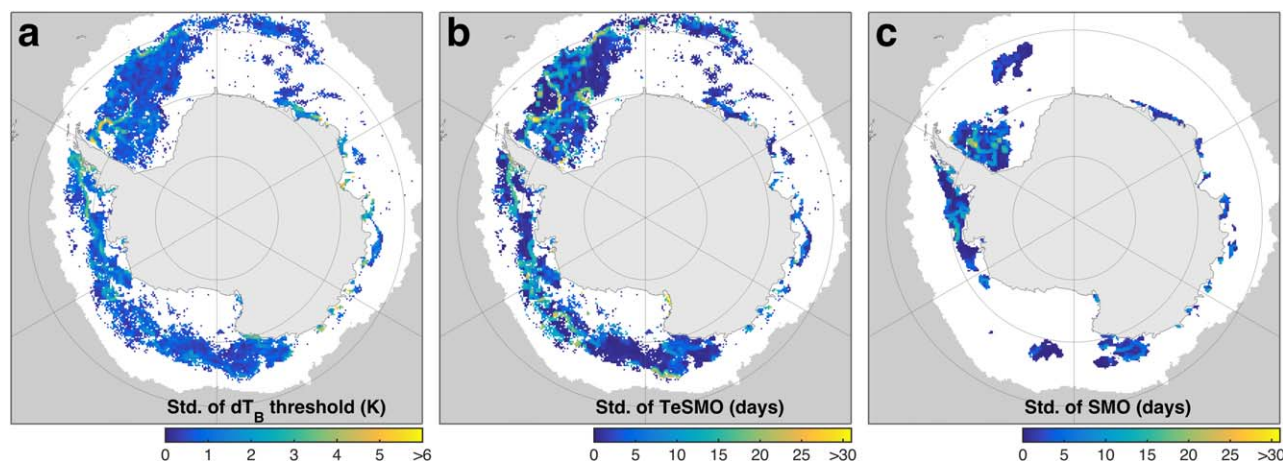 a
b
c
Std. of dT_B threshold (K)
Std. of TeSMO (days)
Std. of SMO (days)
0 1 2 3 4 5 >6
0 5 10 15 20 25 >30
0 5 10 15 20 25 >30